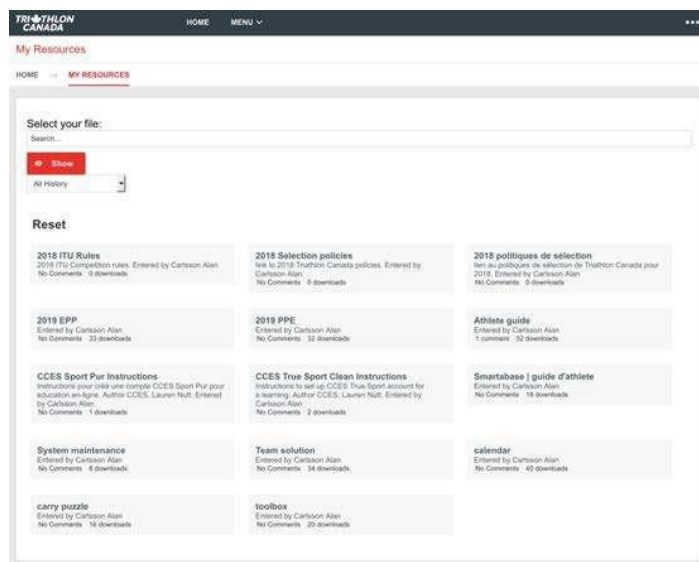 TRI THLON
CANADA
HOME
MENU
My Resources
HOME → MY RESOURCES
Select your file:
Search...
Show
All History
Reset
2018 ITU Rules
2018 ITU Competition rules. Entered by Carlsson Alan
No Comments 0 downloads
2018 Selection policies
link to 2018 Triathlon Canada policies. Entered by
Carlsson Alan
No Comments 0 downloads
2018 politiques de sélection
lien au politiques de sélection de Triathlon Canada pour
2018. Entered by Carlsson Alan
No Comments 0 downloads
2019 EPP
Entered by Carlsson Alan
No Comments 33 downloads
2019 PPE
Entered by Carlsson Alan
No Comments 32 downloads
Athlete guide
Entered by Carlsson Alan
1 comment 32 downloads
CCES Sport Pur Instructions
instructions pour créé une compte CCES Sport Pur pour
education en-ligne. Author CCES, Lauren Nutt. Entered
by Carlsson Alan
No Comments 1 downloads
CCES True Sport Clean Instructions
Instructions to set up CCES True Sport account for
e learning. Author CCES, Lauren Nutt. Entered by
Carlsson Alan
No Comments 2 downloads
Smartabase | guide d'athlete
Entered by Carlsson Alan
No Comments 18 downloads
System maintenance
Entered by Carlsson Alan
No Comments 8 downloads
Team solution
Entered by Carlsson Alan
No Comments 34 downloads
calendar
Entered by Carlsson Alan
No Comments 40 downloads
carry puzzle
Entered by Carlsson Alan
No Comments 16 downloads
toolbox
Entered by Carlsson Alan
No Comments 20 downloads